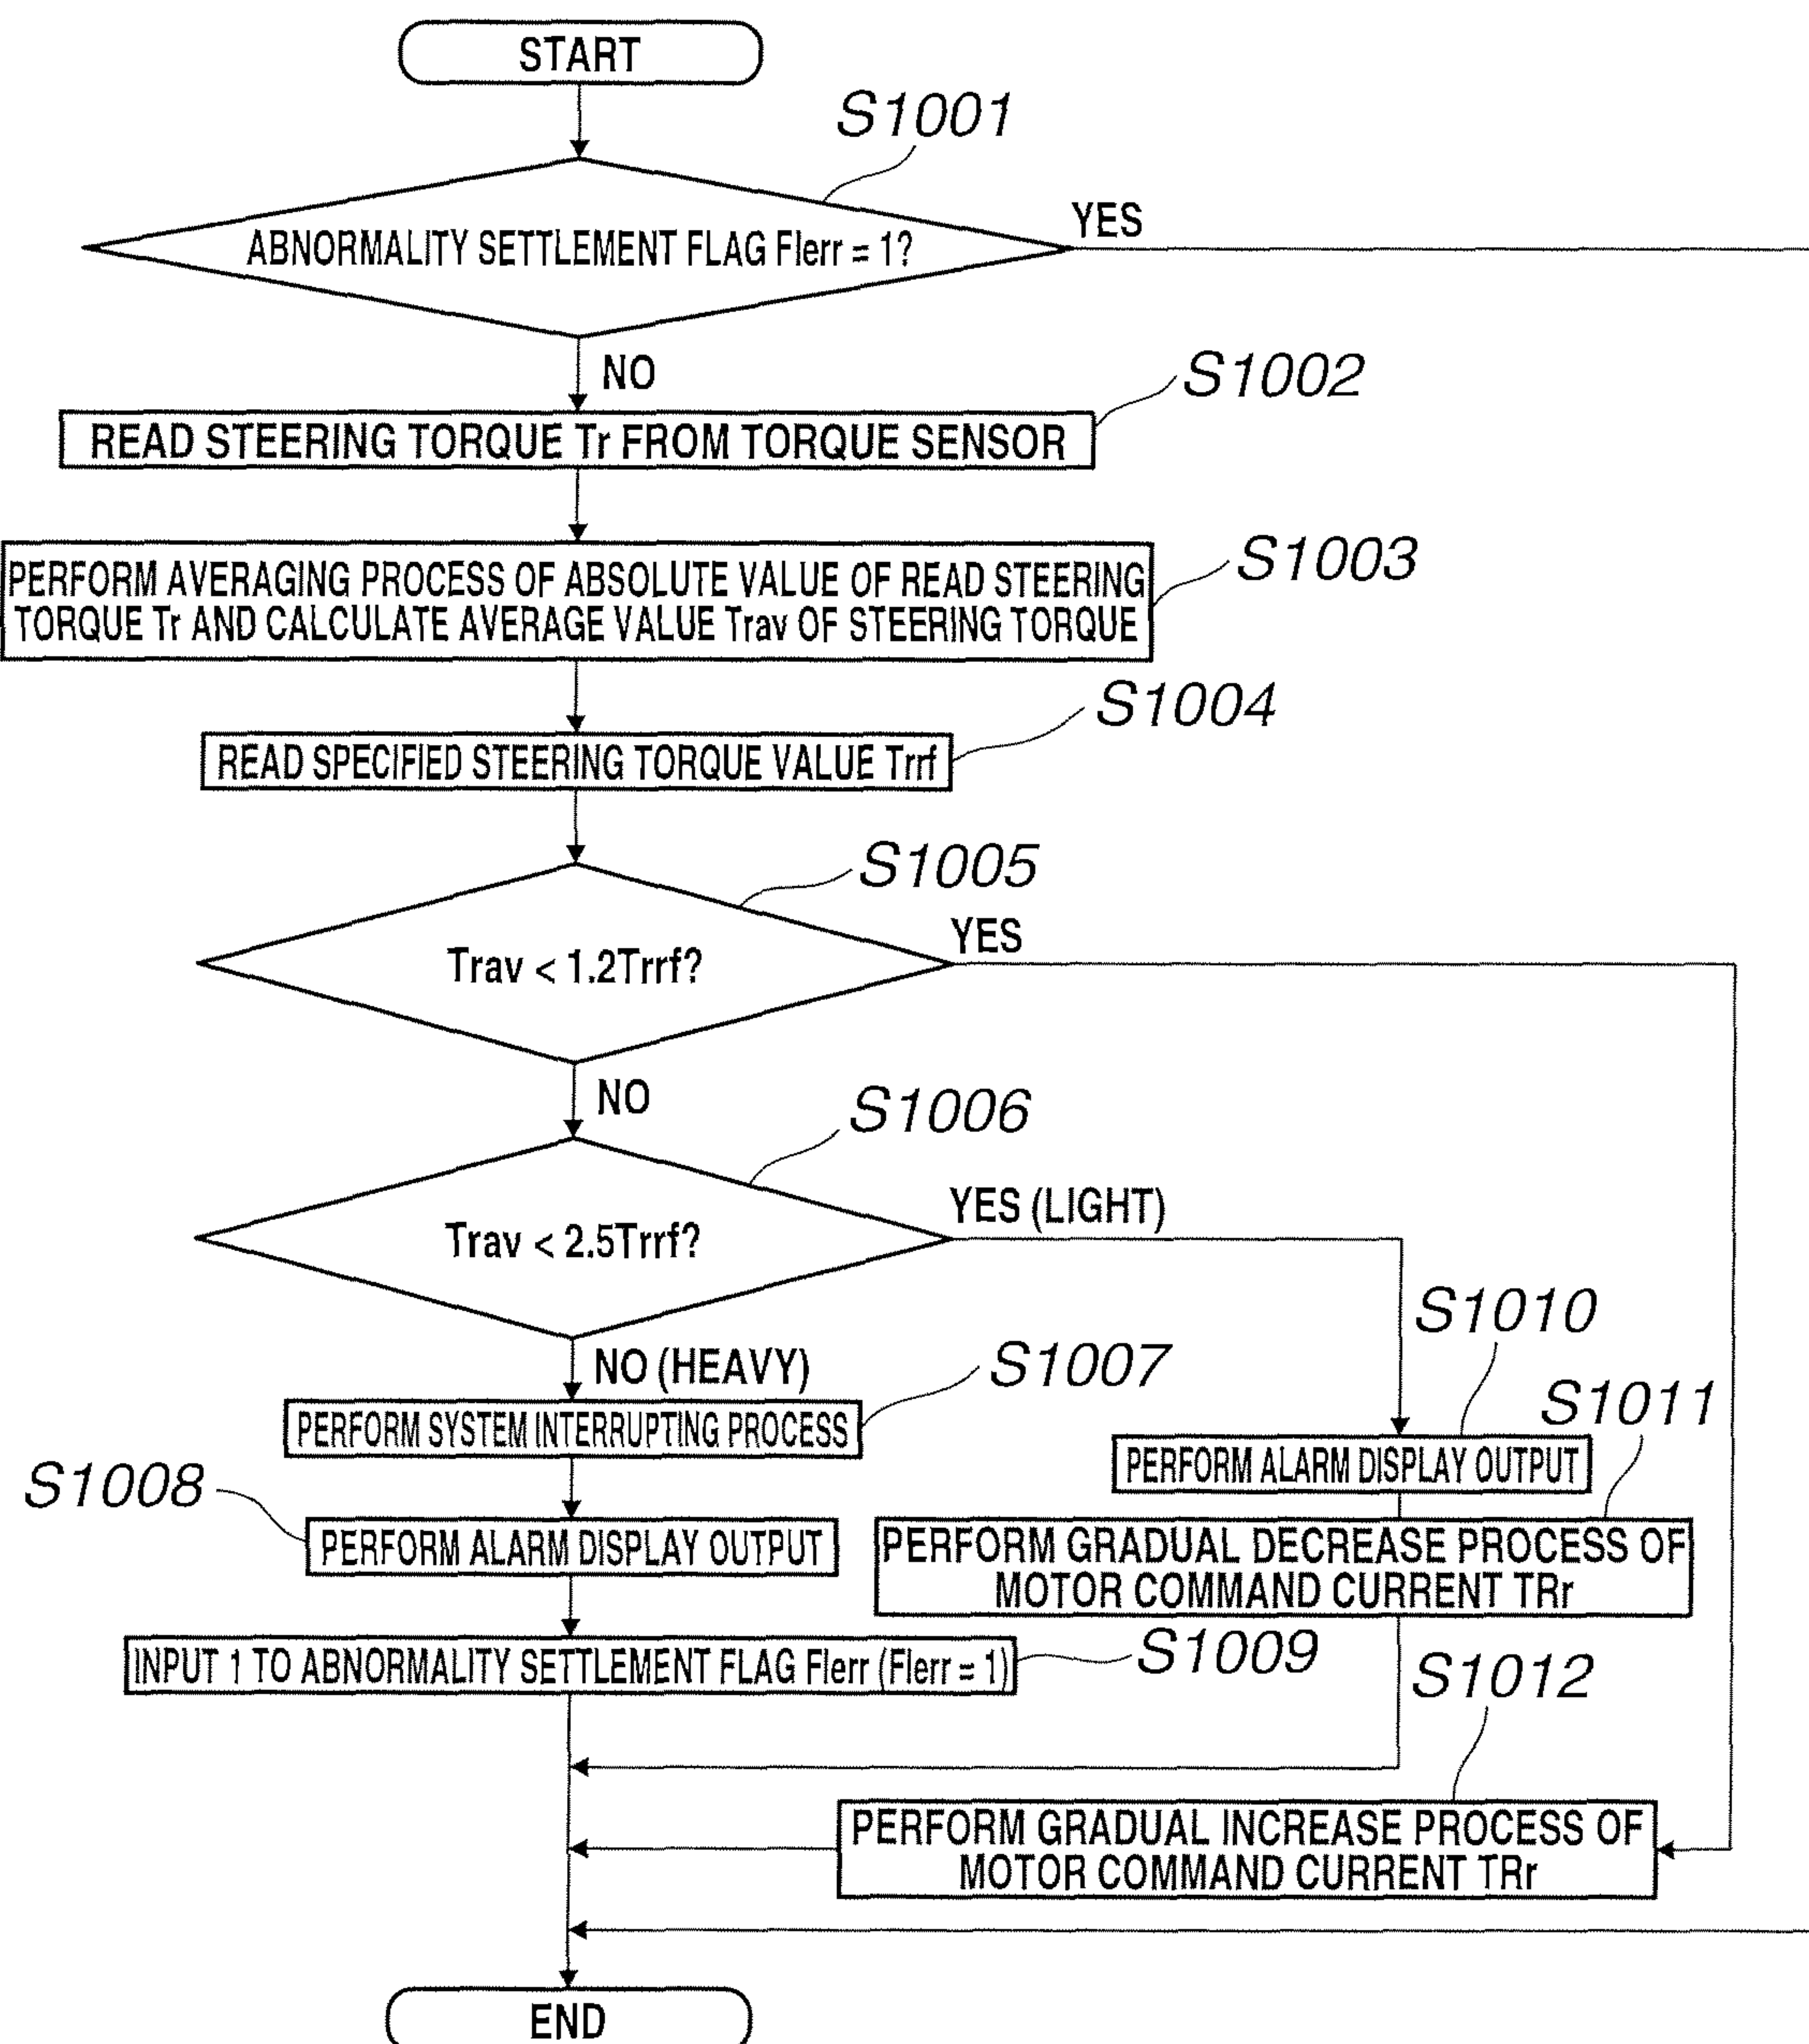 START
S1001
ABNORMALITY SETTLEMENT FLAG Flerr = 1?
YES
NO
S1002
READ STEERING TORQUE Tr FROM TORQUE SENSOR
S1003
PERFORM AVERAGING PROCESS OF ABSOLUTE VALUE OF READ STEERING
TORQUE Tr AND CALCULATE AVERAGE VALUE Trav OF STEERING TORQUE
S1004
READ SPECIFIED STEERING TORQUE VALUE Trrf
S1005
Trav < 1.2Trrf?
YES
NO
S1006
Trav < 2.5Trrf?
YES (LIGHT)
NO (HEAVY)
S1007
PERFORM SYSTEM INTERRUPTING PROCESS
S1008
PERFORM ALARM DISPLAY OUTPUT
S1009
INPUT 1 TO ABNORMALITY SETTLEMENT FLAG Flerr (Flerr = 1)
S1010
PERFORM ALARM DISPLAY OUTPUT
S1011
PERFORM GRADUAL DECREASE PROCESS OF
MOTOR COMMAND CURRENT TRr
S1012
PERFORM GRADUAL INCREASE PROCESS OF
MOTOR COMMAND CURRENT TRr
END